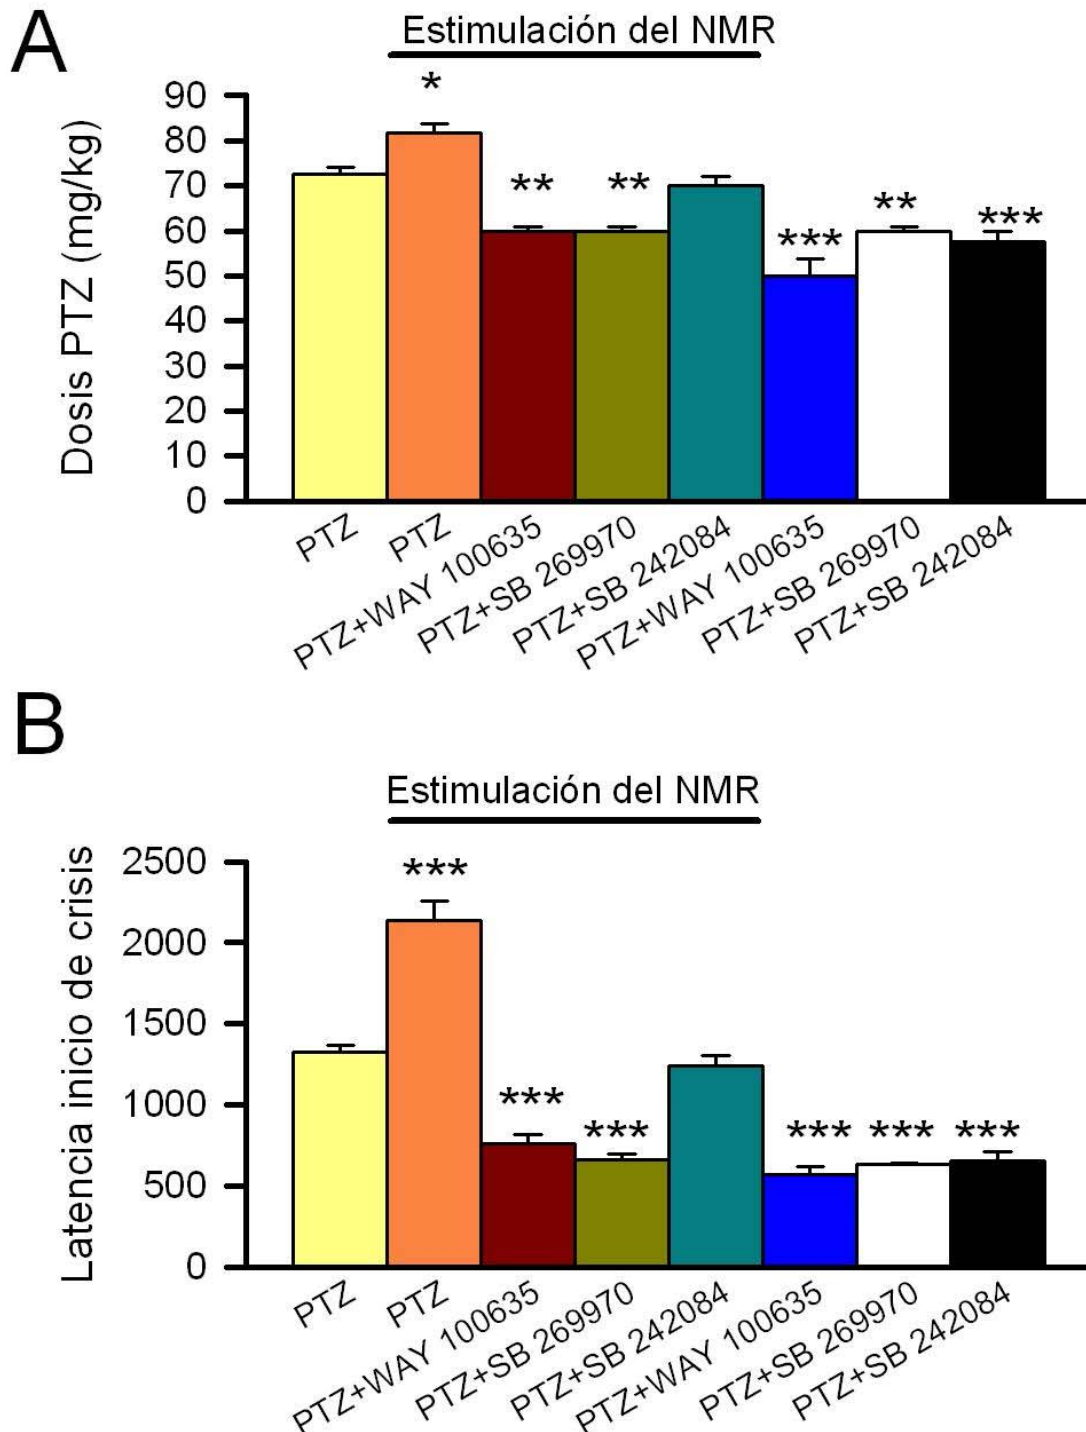 A
Estimulación del NMR
*
** ** ** *** ***
Dosis PTZ (mg/kg)
90
80
70
60
50
40
30
20
10
0
PTZ
PTZ
PTZ+WAY 100635
PTZ+SB 269970
PTZ+SB 242084
PTZ+WAY 100635
PTZ+SB 269970
PTZ+SB 242084
B
Estimulación del NMR
***
*** *** *** *** ***
Latencia inicio de crisis
2500
2000
1500
1000
500
0
PTZ
PTZ
PTZ+WAY 100635
PTZ+SB 269970
PTZ+SB 242084
PTZ+WAY 100635
PTZ+SB 269970
PTZ+SB 242084